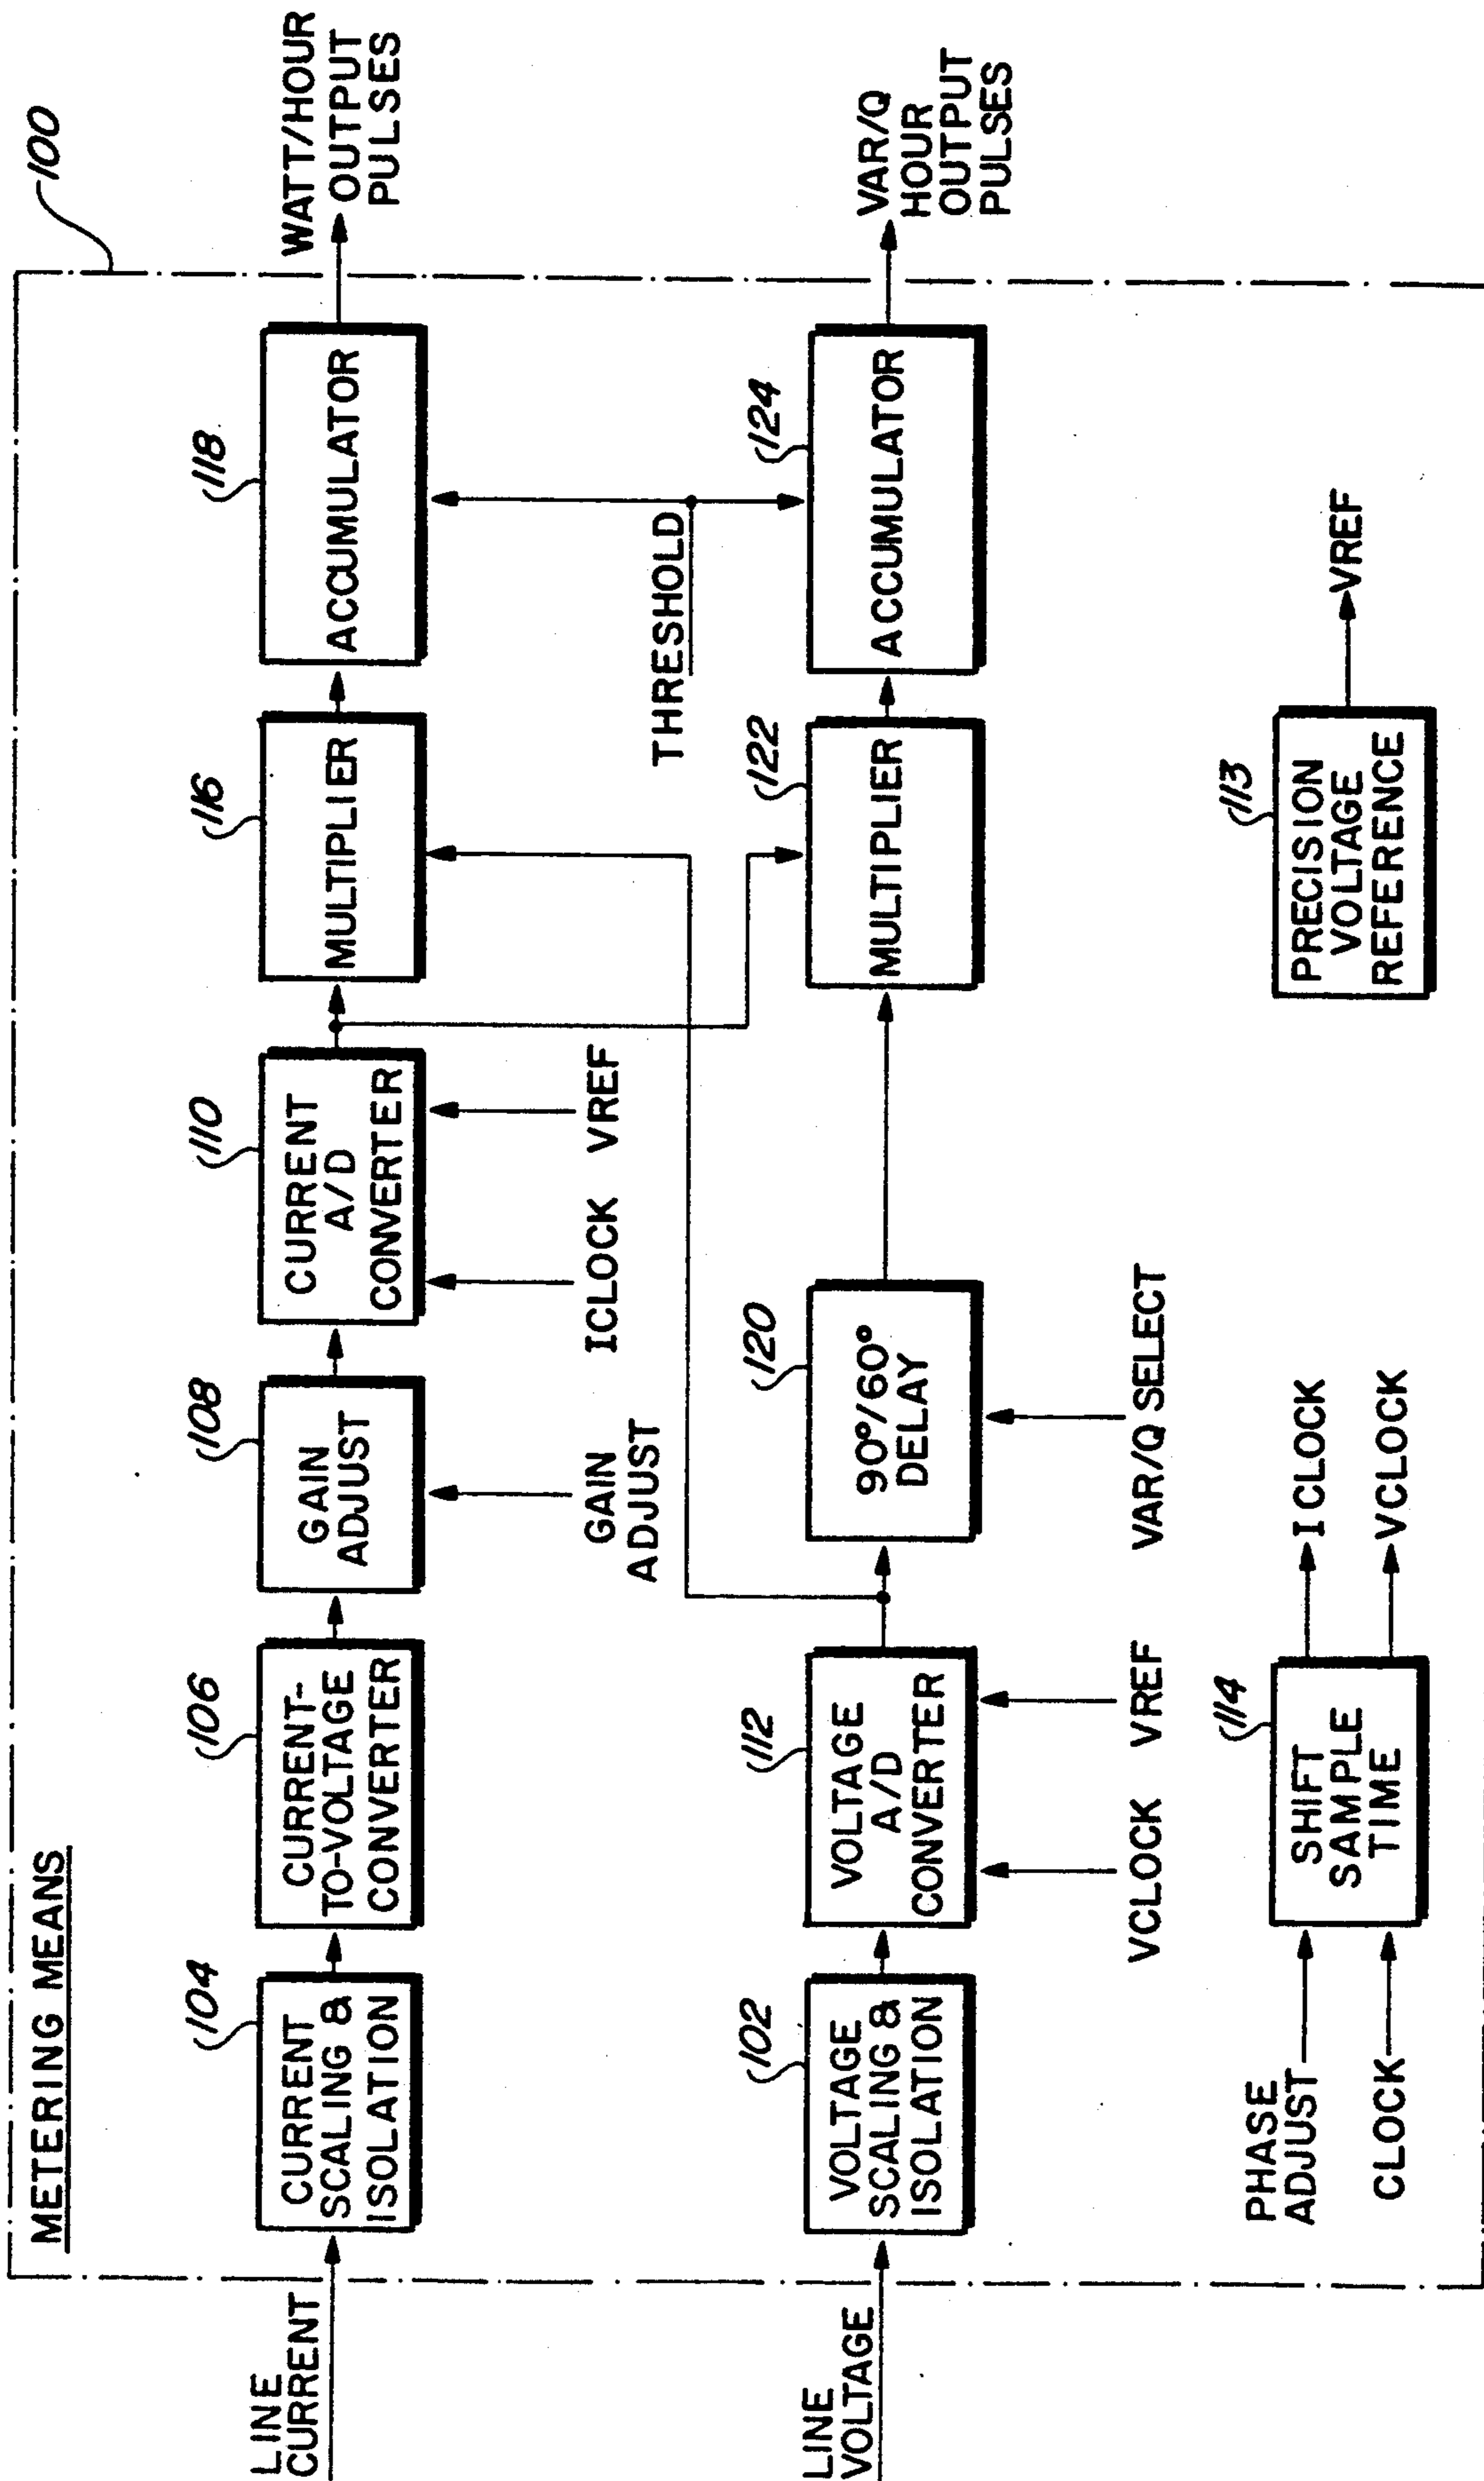 METERING MEANS
100
LINE
CURRENT
104
CURRENT
SCALING &
ISOLATION
106
CURRENT-
TO-VOLTAGE
CONVERTER
108
GAIN
ADJUST
GAIN
ADJUST
110
CURRENT
A/D
CONVERTER
ICLOCK
VREF
116
MULTIPLIER
118
ACCUMULATOR
WATT/HOUR
OUTPUT
PULSES
THRESHOLD
LINE
VOLTAGE
102
VOLTAGE
SCALING &
ISOLATION
112
VOLTAGE
A/D
CONVERTER
VCLOCK
VREF
120
90°/60°
DELAY
VAR/Q SELECT
122
MULTIPLIER
124
ACCUMULATOR
VAR/Q
HOUR
OUTPUT
PULSES
PHASE
ADJUST
CLOCK
114
SHIFT
SAMPLE
TIME
ICLOCK
VCLOCK
113
PRECISION
VOLTAGE
REFERENCE
VREF